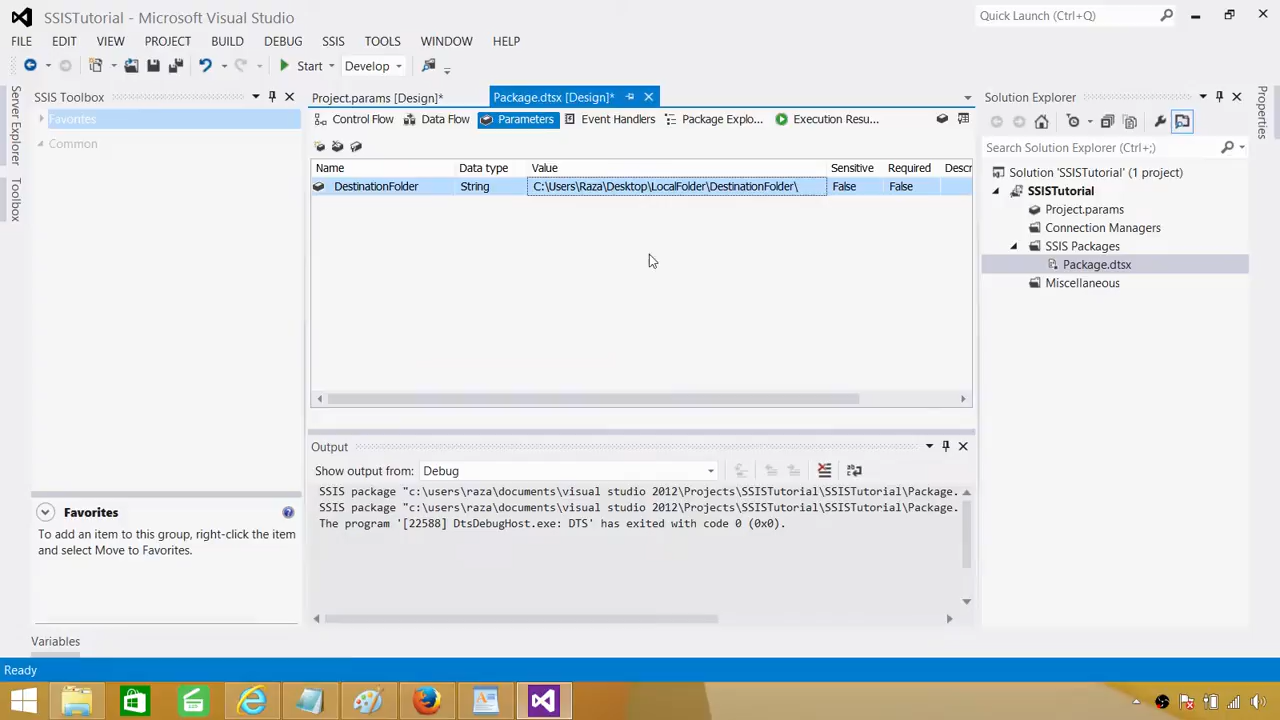 SSISTutorial - Microsoft Visual Studio
Quick Launch (Ctrl+Q)
FILE EDIT VIEW PROJECT BUILD DEBUG SSIS TOOLS WINDOW HELP
Start Develop
Server Explorer
Toolbox
SSIS Toolbox
Favorites
Common
Project.params [Design]* Package.dtsx [Design]*
Control Flow Data Flow Parameters Event Handlers Package Explo... Execution Resu...
Name Data type Value Sensitive Required Descr
DestinationFolder String C:\Users\Raza\Desktop\LocalFolder\DestinationFolder\ False False
Solution Explorer
Search Solution Explorer (Ctrl+;)
Solution 'SSISTutorial' (1 project)
SSISTutorial
Project.params
Connection Managers
SSIS Packages
Package.dtsx
Miscellaneous
Properties
Output
Show output from: Debug
SSIS package "c:\users\raza\documents\visual studio 2012\Projects\SSISTutorial\SSISTutorial\Package.
SSIS package "c:\users\raza\documents\visual studio 2012\Projects\SSISTutorial\SSISTutorial\Package.
The program '[22588] DtsDebugHost.exe: DTS' has exited with code 0 (0x0).
Favorites
To add an item to this group, right-click the item
and select Move to Favorites.
Variables
Ready